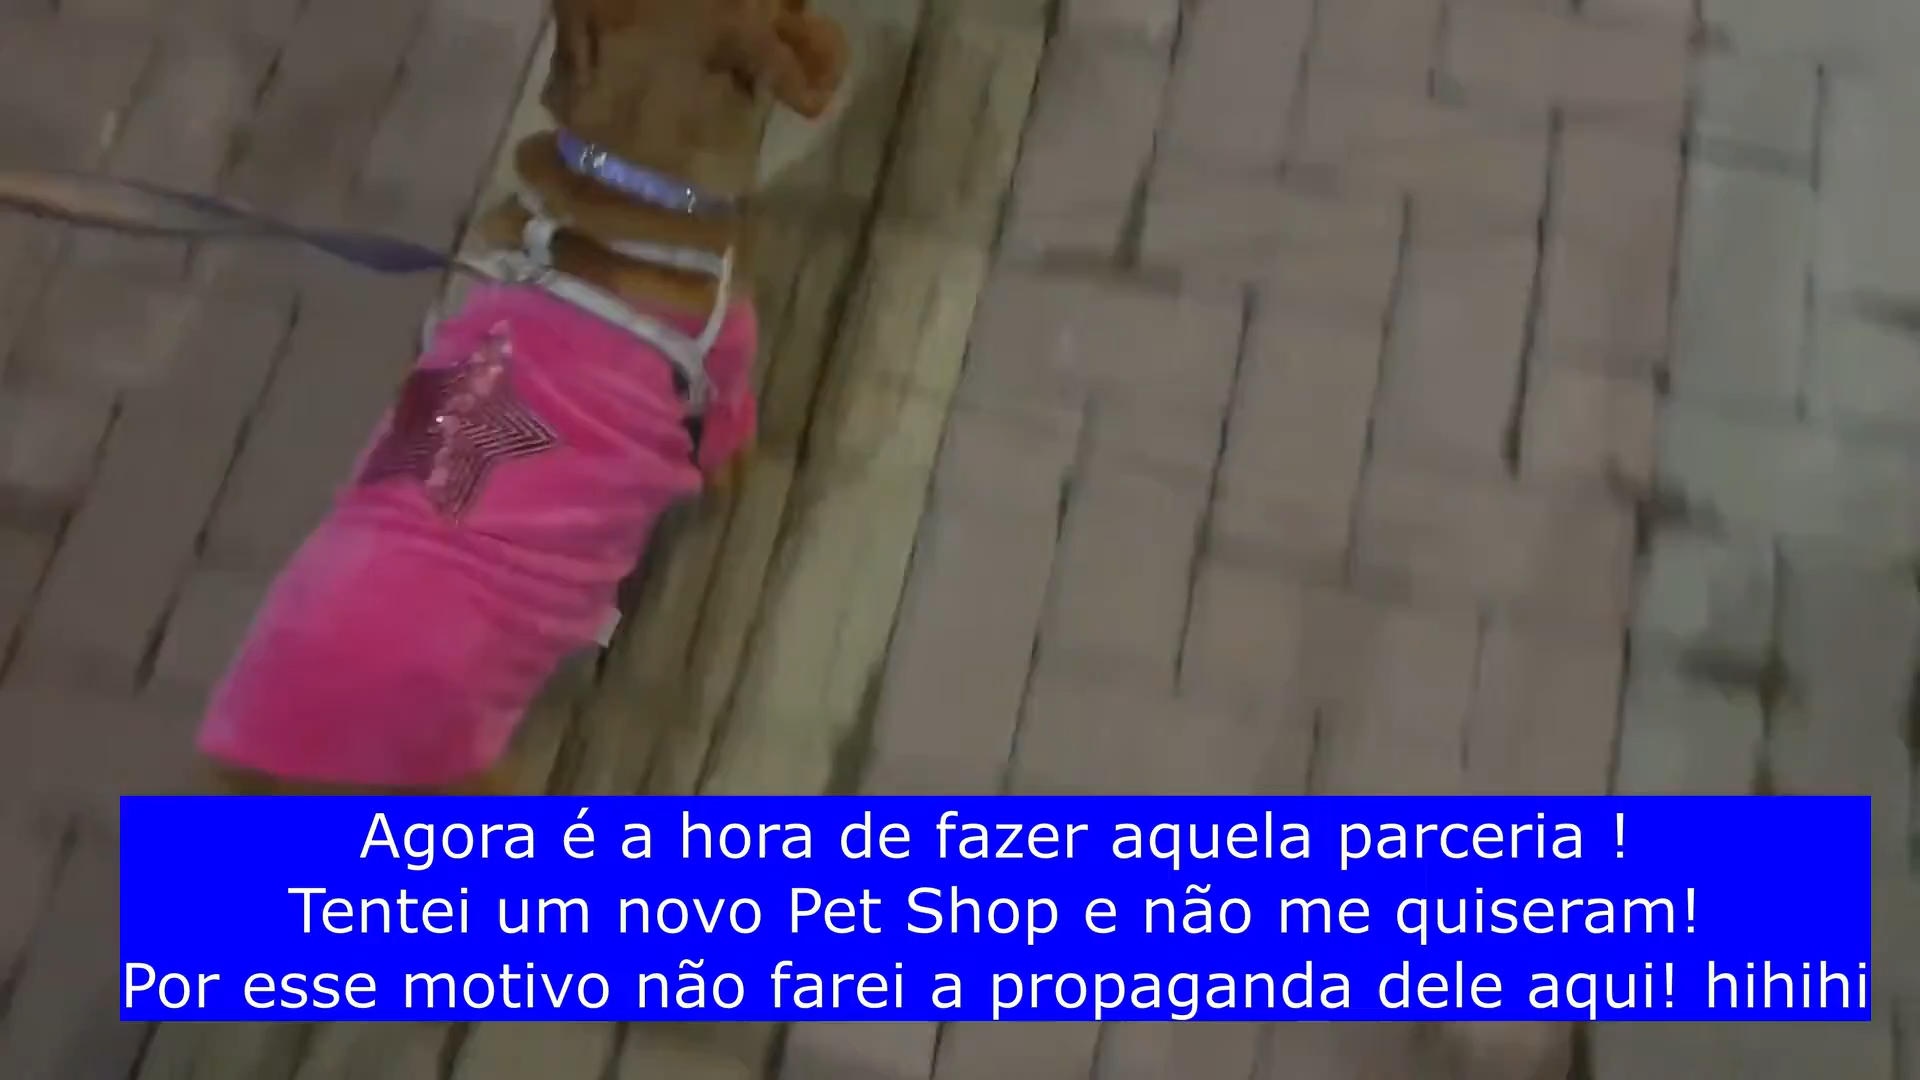 Agora é a hora de fazer aquela parceria !
Tentei um novo Pet Shop e não me quiseram!
Por esse motivo não farei a propaganda dele aqui! hihihi